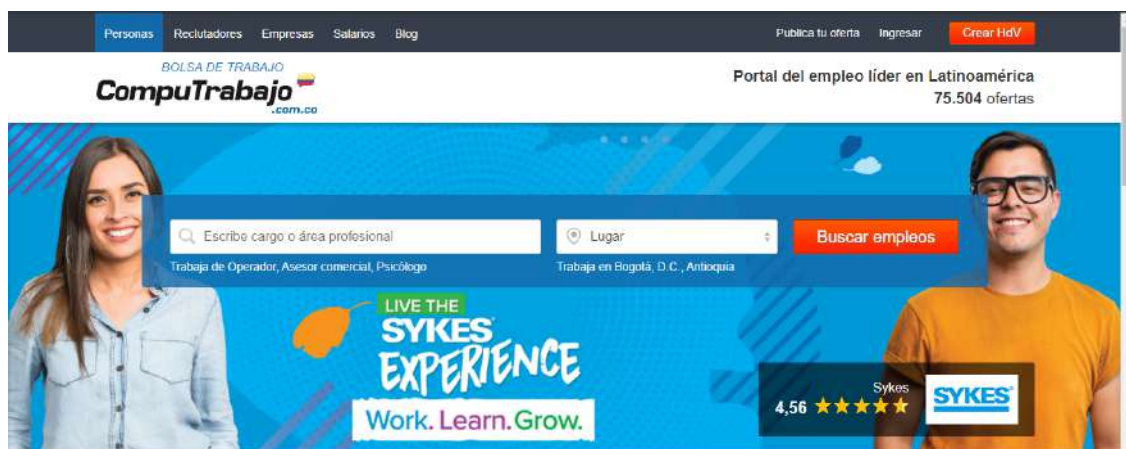 Personas Reclutadores Empresas Salarios Blog Publica tu oferta Ingresar Crear HdV
BOLSA DE TRABAJO
CompuTrabajo
.com.co
Portal del empleo líder en Latinoamérica
75.504 ofertas
Escribe cargo o área profesional
Lugar
Buscar empleos
Trabaja de Operador, Asesor comercial, Psicólogo
Trabaja en Bogotá, D.C., Antioquia
LIVE THE
SYKES
EXPERIENCE
Work. Learn. Grow.
Sykes
4,56
SYKES